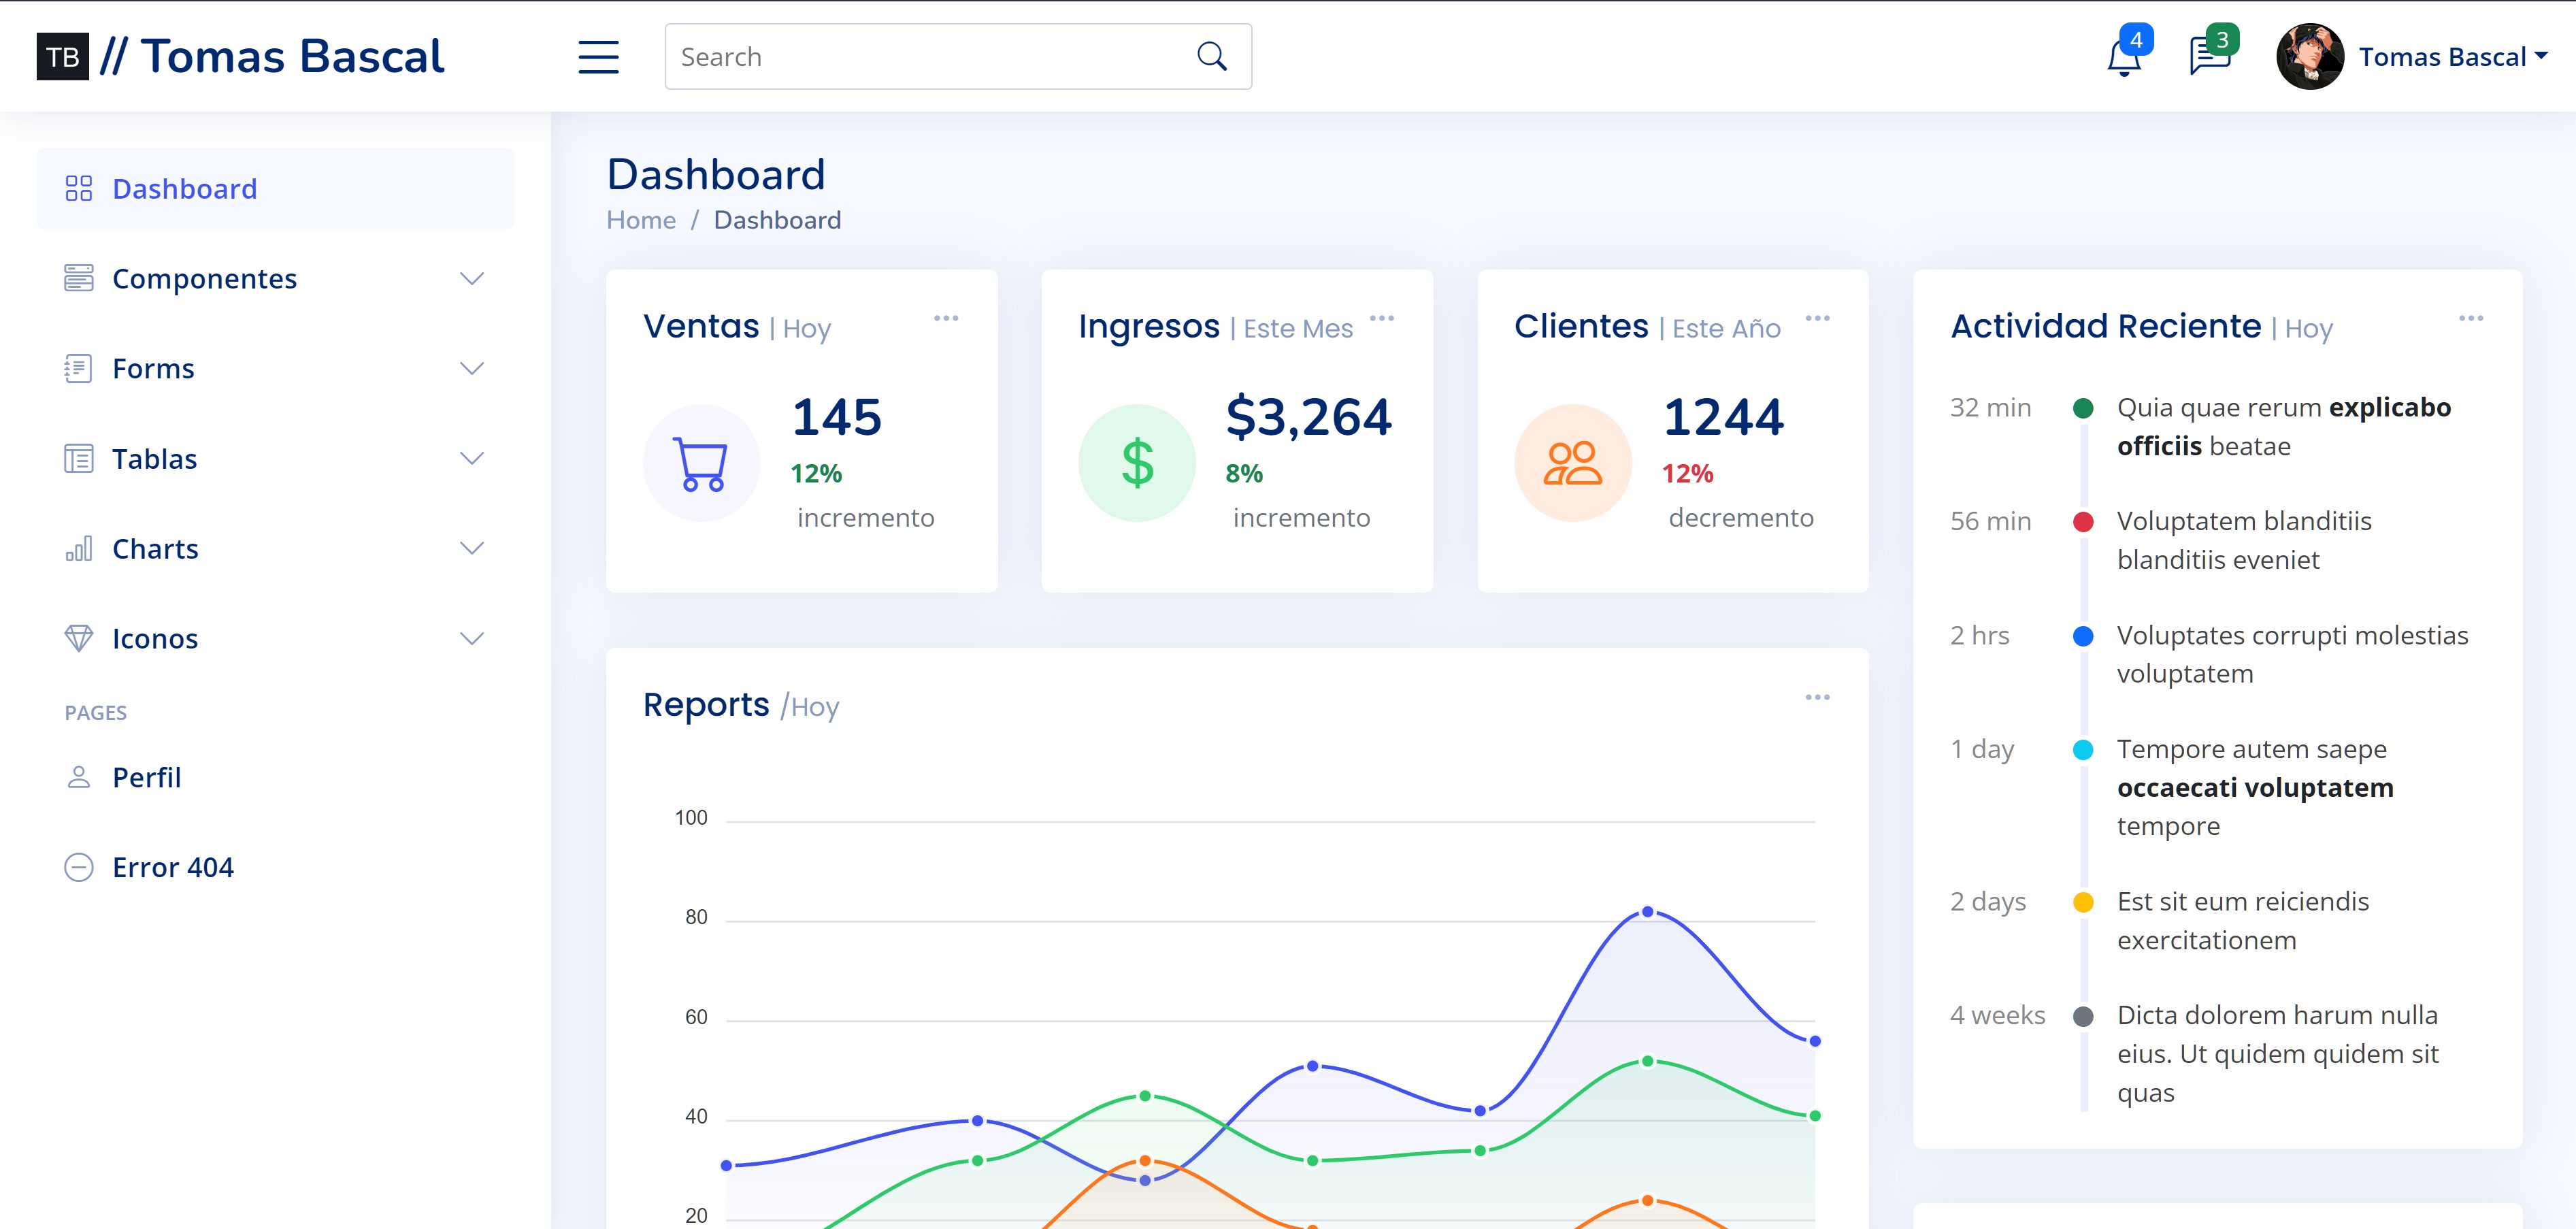 TB // Tomas Bascal
Search
4
3
Tomas Bascal
Dashboard
Componentes
Forms
Tablas
Charts
Iconos
PAGES
Perfil
Error 404
Dashboard
Home / Dashboard
Ventas | Hoy
145
12%
incremento
Ingresos | Este Mes
$3,264
8%
incremento
Clientes | Este Año
1244
12%
decremento
Reports /Hoy
100
80
60
40
20
Actividad Reciente | Hoy
32 min
Quia quae rerum explicabo
officiis beatae
56 min
Voluptatem blanditiis
blanditiis eveniet
2 hrs
Voluptates corrupti molestias
voluptatem
1 day
Tempore autem saepe
occaecati voluptatem
tempore
2 days
Est sit eum reiciendis
exercitationem
4 weeks
Dicta dolorem harum nulla
eius. Ut quidem quidem sit
quas